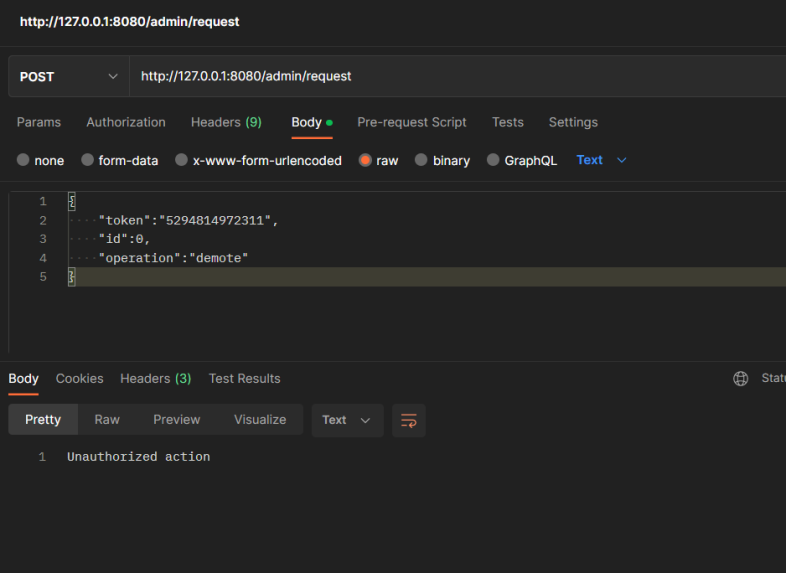 http://127.0.0.1:8080/admin/request
POST http://127.0.0.1:8080/admin/request
Params Authorization Headers (9) Body Pre-request Script Tests Settings
none form-data x-www-form-urlencoded raw binary GraphQL Text
1 {
2 "token":"5294814972311",
3 "id":0,
4 "operation":"demote"
5 }
Body Cookies Headers (3) Test Results
Pretty Raw Preview Visualize Text
1 Unauthorized action